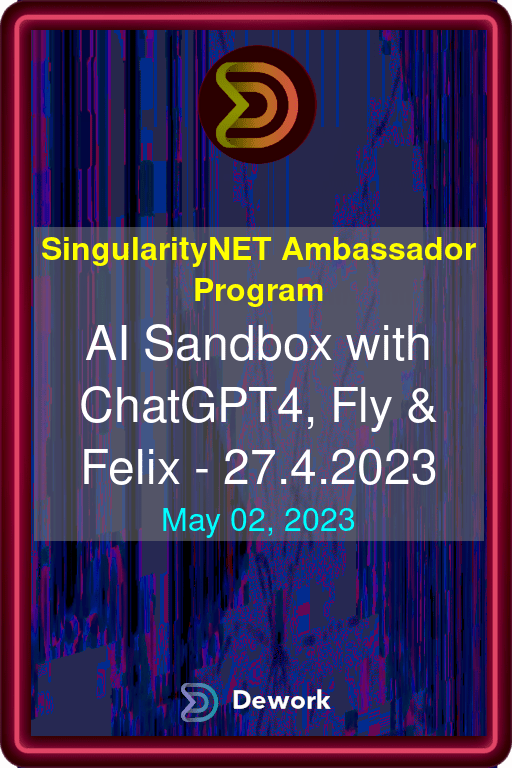 SingularityNET Ambassador
Program
AI Sandbox with
ChatGPT4, Fly &
Felix - 27.4.2023
May 02, 2023
Dework